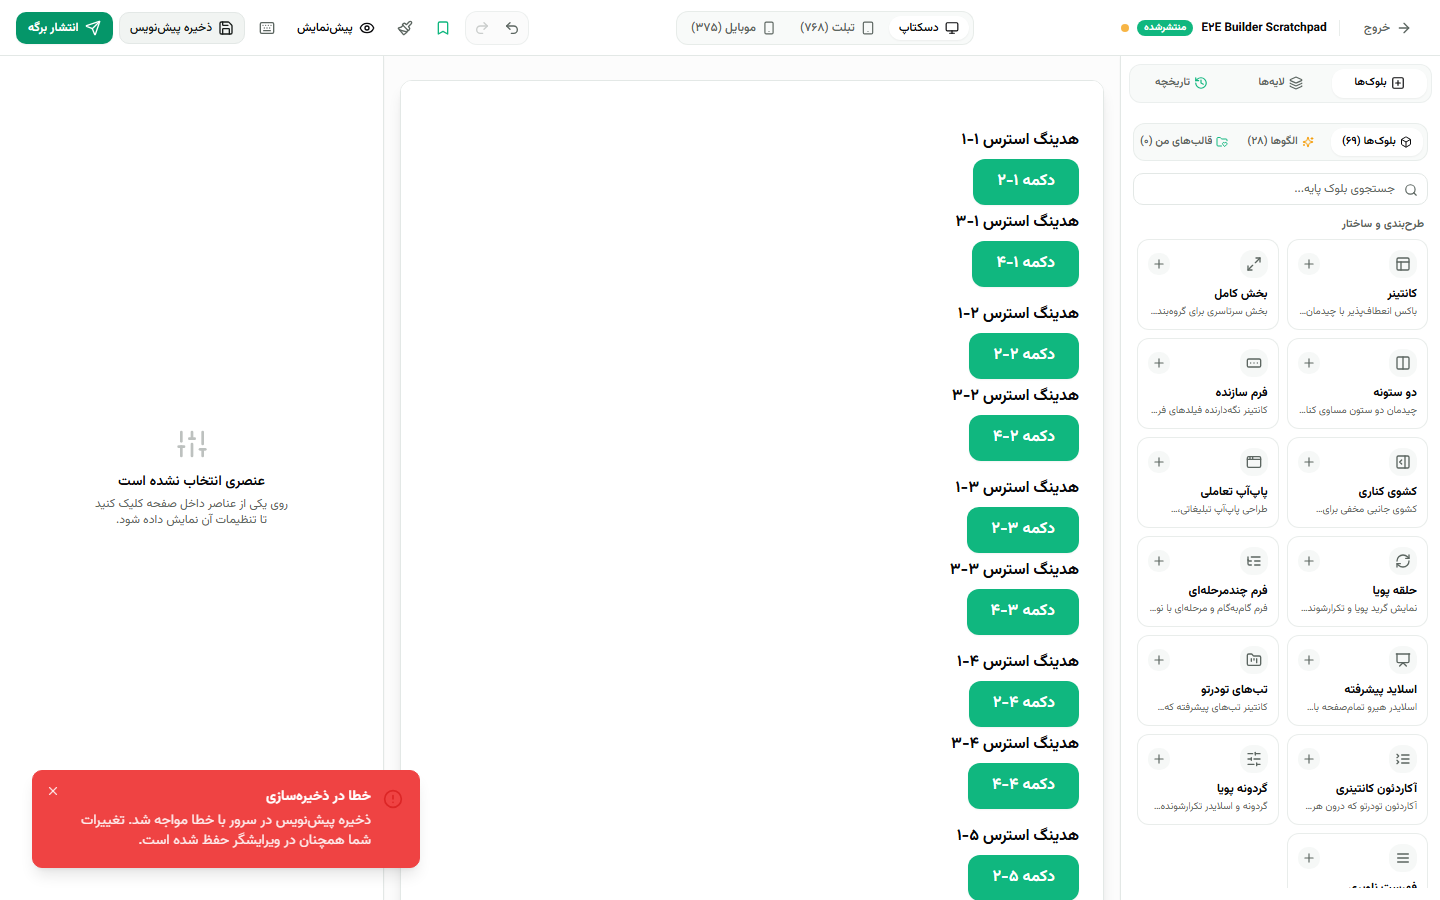 خروج
E۲E Builder Scratchpad
منتشرشده
دسکتاپ
تبلت (۷۶۸)
موبایل (۳۷۵)
پیش‌نمایش
ذخیره پیش‌نویس
انتشار برگه
بلوک‌ها
لایه‌ها
تاریخچه
بلوک‌ها (۶۹)
الگوها (۲۸)
قالب‌های من (۰)
جستجوی بلوک پایه...
طرح‌بندی و ساختار
کانتینر
باکس انعطاف‌پذیر با چیدمان...
بخش کامل
بخش سرتاسری برای گروه‌بند...
دو ستونه
چیدمان دو ستون مساوی کنا...
فرم سازنده
کانتینر نگه‌دارنده فیلدهای فر...
کشوی کناری
کشوی جانبی مخفی برای...
پاپ‌آپ تعاملی
طراحی پاپ‌آپ تبلیغاتی،...
حلقه پویا
نمایش گرید پویا و تکرارشوند...
فرم چندمرحله‌ای
فرم گام‌به‌گام و مرحله‌ای با نو...
اسلاید پیشرفته
اسلایدر هیرو تمام‌صفحه با...
تب‌های تودرتو
کانتینر تب‌های پیشرفته که...
آکاردئون کانتینری
آکاردئون تودرتو که درون هر...
گردونه پویا
گردونه و اسلایدر تکرارشونده...
هدینگ استرس ۱-۱
دکمه ۱-۲
هدینگ استرس ۱-۳
دکمه ۱-۴
هدینگ استرس ۲-۱
دکمه ۲-۲
هدینگ استرس ۲-۳
دکمه ۲-۴
هدینگ استرس ۳-۱
دکمه ۳-۲
هدینگ استرس ۳-۳
دکمه ۳-۴
هدینگ استرس ۴-۱
دکمه ۴-۲
هدینگ استرس ۴-۳
دکمه ۴-۴
هدینگ استرس ۵-۱
دکمه ۵-۲
عنصری انتخاب نشده است
روی یکی از عناصر داخل صفحه کلیک کنید
تا تنظیمات آن نمایش داده شود.
خطا در ذخیره‌سازی
ذخیره پیش‌نویس در سرور با خطا مواجه شد. تغییرات
شما همچنان در ویرایشگر حفظ شده است.